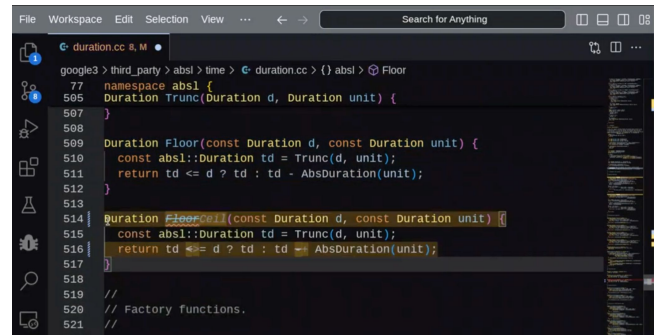 File Workspace Edit Selection View ... Search for Anything
duration.cc 8, M
google3 > third_party > absl > time > duration.cc > {} absl > Floor
77 namespace absl {
505 Duration Trunc(Duration d, Duration unit) {
507 }
508
509 Duration Floor(const Duration d, const Duration unit) {
510 const absl::Duration td = Trunc(d, unit);
511 return td <= d ? td : td - AbsDuration(unit);
512 }
513
514 Duration FloorCeil(const Duration d, const Duration unit) {
515 const absl::Duration td = Trunc(d, unit);
516 return td <>= d ? td : td -+ AbsDuration(unit);
517 }
518
519 //
520 // Factory functions.
521 //
1
8